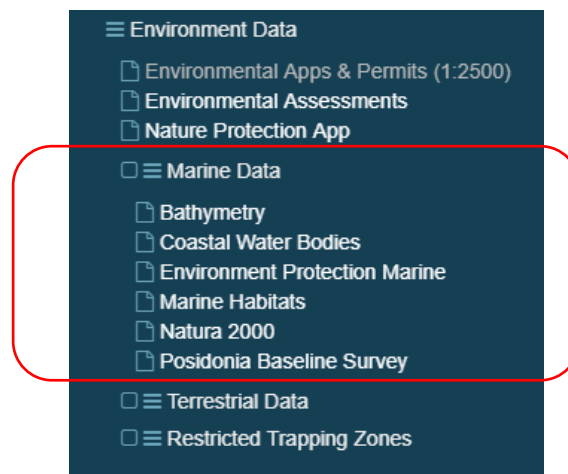 Environment Data
Environmental Apps & Permits (1:2500)
Environmental Assessments
Nature Protection App
Marine Data
Bathymetry
Coastal Water Bodies
Environment Protection Marine
Marine Habitats
Natura 2000
Posidonia Baseline Survey
Terrestrial Data
Restricted Trapping Zones